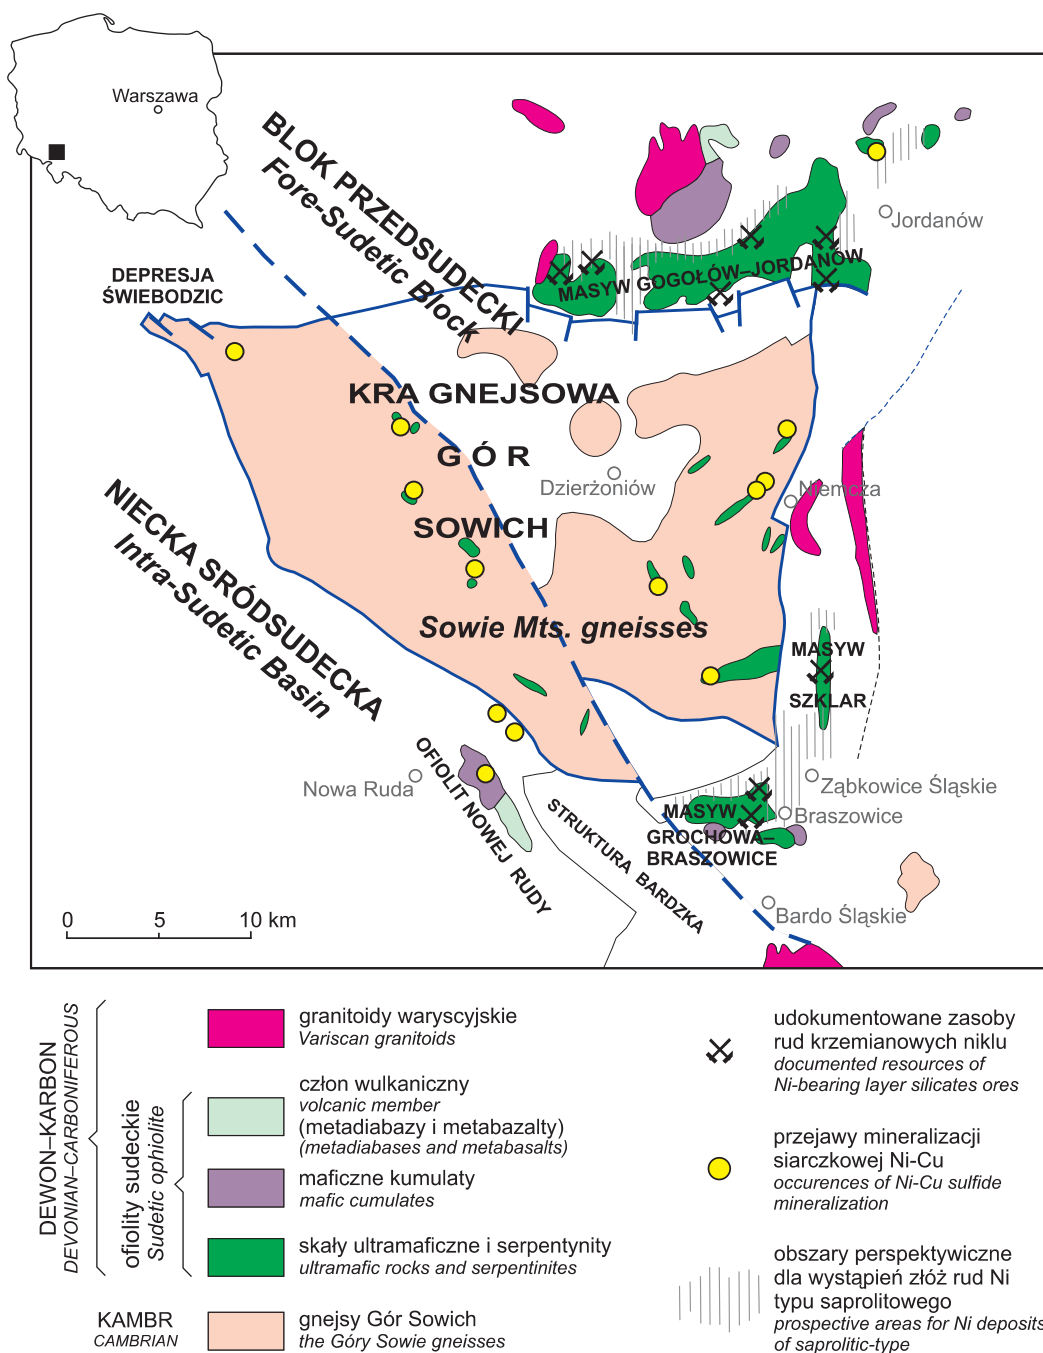 Warszawa
BLOK PRZEDSUDECKI
Fore-Sudetic Block
Jordanów
DEPRESJA
ŚWIEBODZIC
MASYW GOGOŁÓW–JORDANÓW
KRA GNEJSOWA
GÓR
SOWICH
Sowie Mts. gneisses
Dzierżoniów
Niemcza
NIECKA SRÓDSUDECKA
Intra-Sudetic Basin
MASYW
SZKLAR
OFIOLIT NOWEJ RUDY
Nowa Ruda
Ząbkowice Śląskie
STRUKTURA BARDZKA
MASYW
GROCHOWA–
BRASZOWICE
Braszowice
Bardo Śląskie
0 5 10 km
DEWON–KARBON
DEVONIAN–CARBONIFEROUS
ofiolity sudeckie
Sudetic ophiolite
granitoidy waryscyjskie
Variscan granitoids
człon wulkaniczny
volcanic member
(metadiabazy i metabazalty)
(metadiabases and metabasalts)
maficzne kumulaty
mafic cumulates
skały ultramaficzne i serpentynity
ultramafic rocks and serpentinites
KAMBR
CAMBRIAN
gnejsy Gór Sowich
the Góry Sowie gneisses
udokumentowane zasoby
rud krzemianowych niklu
documented resources of
Ni-bearing layer silicates ores
przejawy mineralizacji
siarczkowej Ni-Cu
occurences of Ni-Cu sulfide
mineralization
obszary perspektywiczne
dla wystąpień złóż rud Ni
typu saprolitowego
prospective areas for Ni deposits
of saprolitic-type